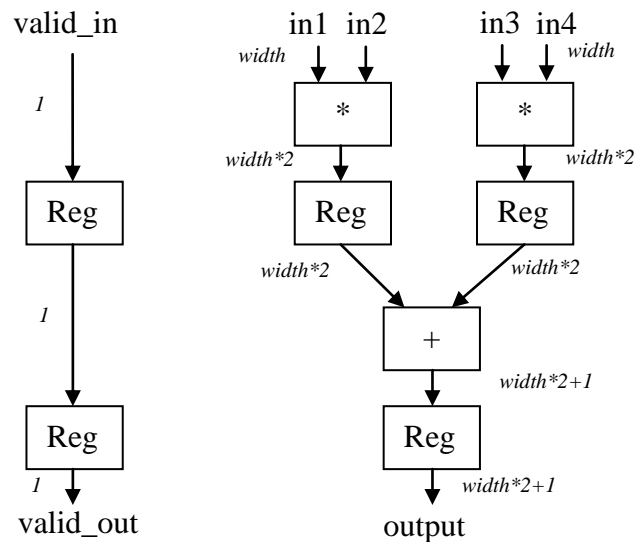 valid_in
in1 in2
in3 in4
width
width
1
* *
width*2
width*2
Reg
Reg
Reg
width*2
width*2
1
+
width*2+1
Reg
Reg
1
width*2+1
valid_out
output